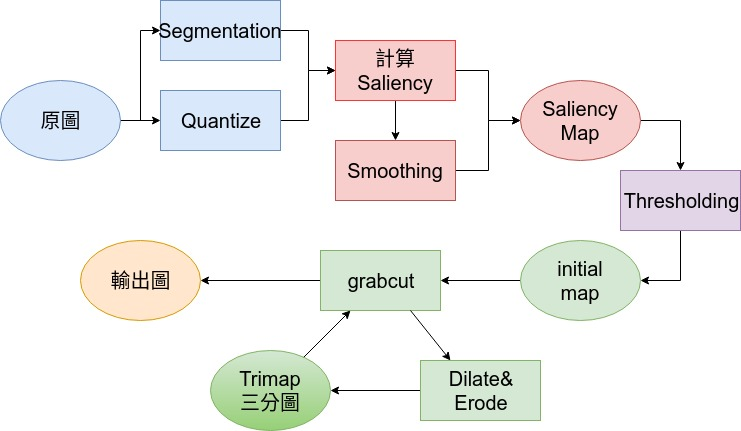 Segmentation
原圖
Quantize
計算
Saliency
Smoothing
Saliency
Map
Thresholding
initial
map
grabcut
輸出圖
Dilate&
Erode
Trimap
三分圖